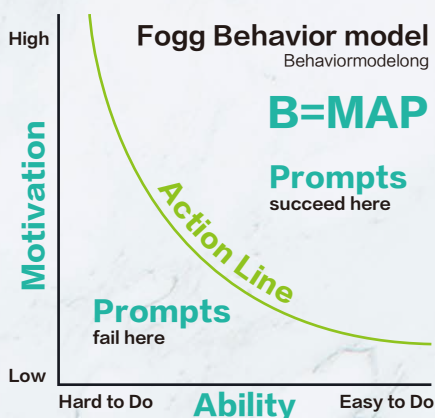 High
Fogg Behavior model
Behaviormodelong
B=MAP
Motivation
Prompts
succeed here
Action Line
Prompts
fail here
Low
Hard to Do
Ability
Easy to Do